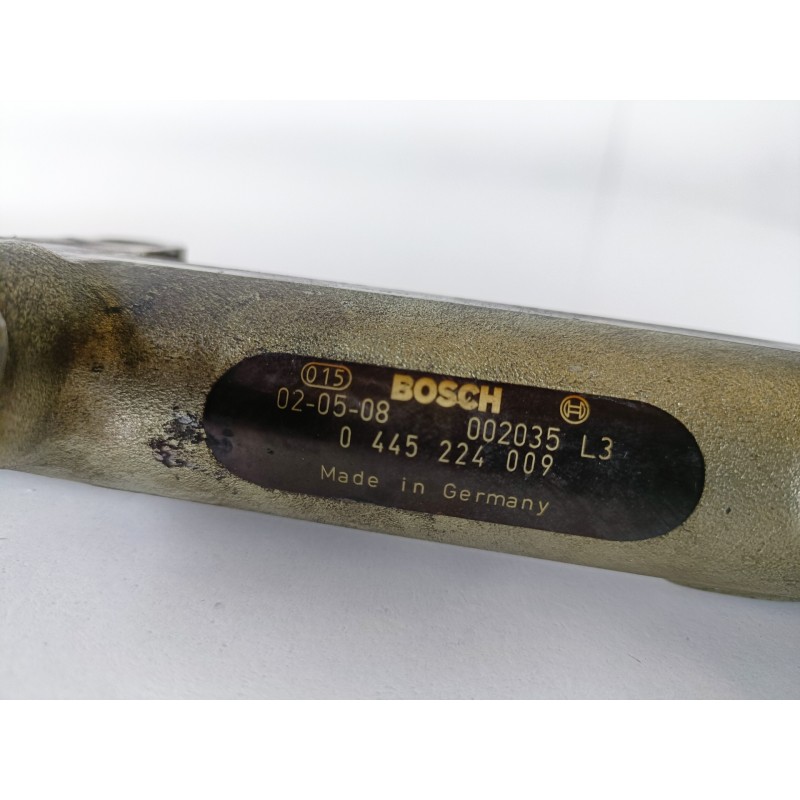 015 BOSCH
02-05-08 002035 L3
0 445 224 009
Made in Germany